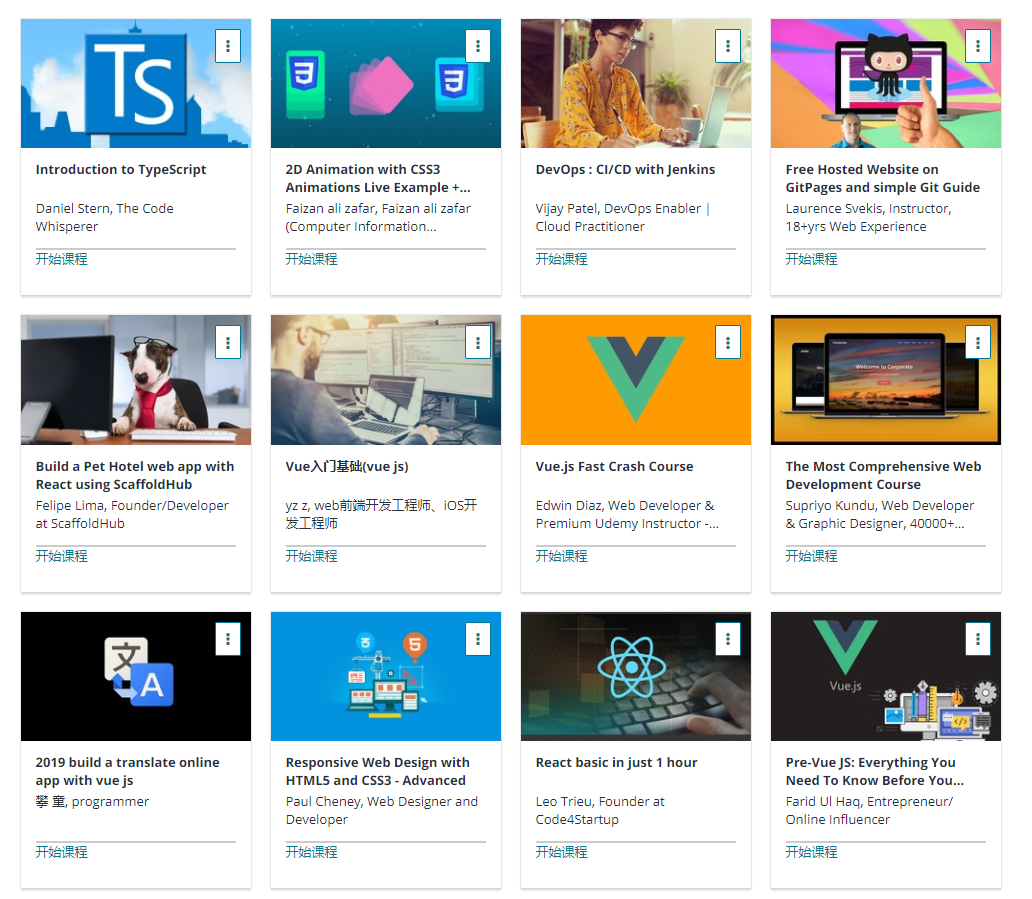 TS
3
3
Introduction to TypeScript
2D Animation with CSS3
Animations Live Example +...
DevOps : CI/CD with Jenkins
Free Hosted Website on
GitPages and simple Git Guide
Daniel Stern, The Code
Whisperer
Faizan ali zafar, Faizan ali zafar
(Computer Information...
Vijay Patel, DevOps Enabler |
Cloud Practitioner
Laurence Svekis, Instructor,
18+yrs Web Experience
开始课程
开始课程
开始课程
开始课程
Welcome to Corporate
Build a Pet Hotel web app with
React using ScaffoldHub
Vue入门基础(vue js)
Vue.js Fast Crash Course
The Most Comprehensive Web
Development Course
Felipe Lima, Founder/Developer
at ScaffoldHub
yz z, web前端开发工程师、iOS开
发工程师
Edwin Diaz, Web Developer &
Premium Udemy Instructor -...
Supriyo Kundu, Web Developer
& Graphic Designer, 40000+...
开始课程
开始课程
开始课程
开始课程
文
A
3
5
Vue.js
2019 build a translate online
app with vue js
Responsive Web Design with
HTML5 and CSS3 - Advanced
React basic in just 1 hour
Pre-Vue JS: Everything You
Need To Know Before You...
攀 童, programmer
Paul Cheney, Web Designer and
Developer
Leo Trieu, Founder at
Code4Startup
Farid Ul Haq, Entrepreneur/
Online Influencer
开始课程
开始课程
开始课程
开始课程